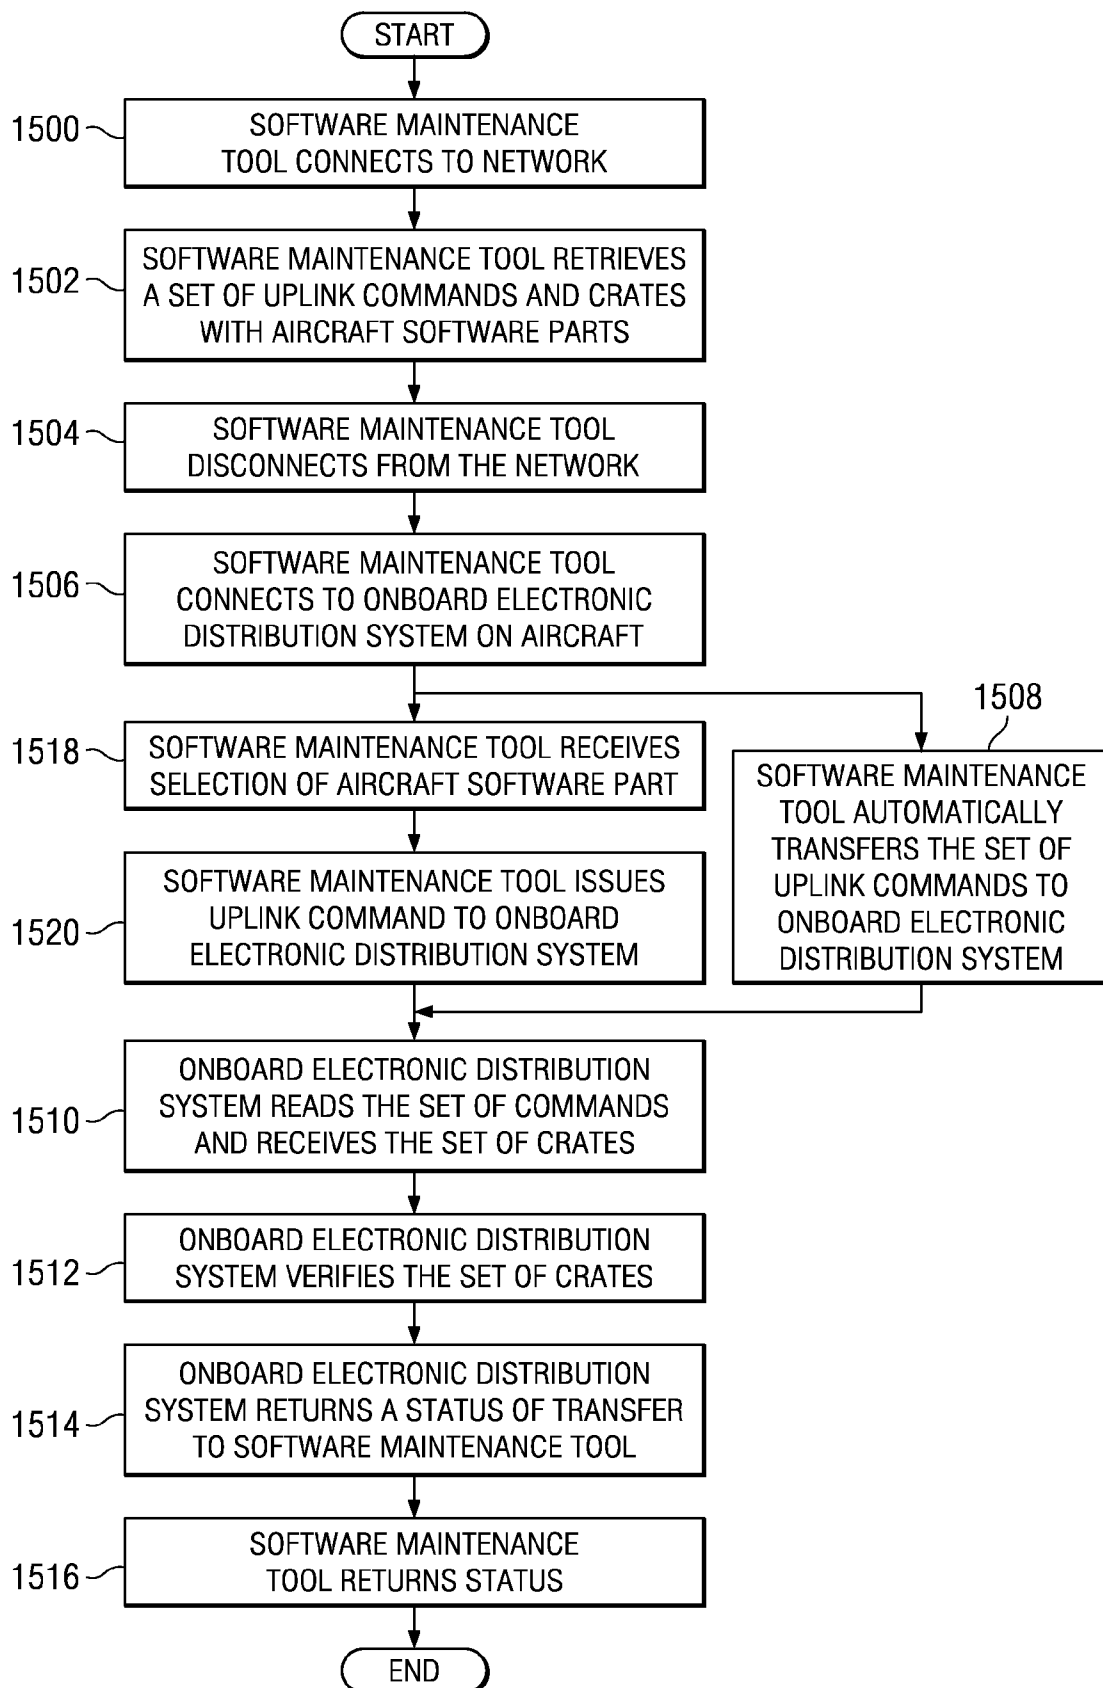 START
1500
SOFTWARE MAINTENANCE
TOOL CONNECTS TO NETWORK
1502
SOFTWARE MAINTENANCE TOOL RETRIEVES
A SET OF UPLINK COMMANDS AND CRATES
WITH AIRCRAFT SOFTWARE PARTS
1504
SOFTWARE MAINTENANCE TOOL
DISCONNECTS FROM THE NETWORK
1506
SOFTWARE MAINTENANCE TOOL
CONNECTS TO ONBOARD ELECTRONIC
DISTRIBUTION SYSTEM ON AIRCRAFT
1518
SOFTWARE MAINTENANCE TOOL RECEIVES
SELECTION OF AIRCRAFT SOFTWARE PART
1520
SOFTWARE MAINTENANCE TOOL ISSUES
UPLINK COMMAND TO ONBOARD
ELECTRONIC DISTRIBUTION SYSTEM
1508
SOFTWARE MAINTENANCE
TOOL AUTOMATICALLY
TRANSFERS THE SET OF
UPLINK COMMANDS TO
ONBOARD ELECTRONIC
DISTRIBUTION SYSTEM
1510
ONBOARD ELECTRONIC DISTRIBUTION
SYSTEM READS THE SET OF COMMANDS
AND RECEIVES THE SET OF CRATES
1512
ONBOARD ELECTRONIC DISTRIBUTION
SYSTEM VERIFIES THE SET OF CRATES
1514
ONBOARD ELECTRONIC DISTRIBUTION
SYSTEM RETURNS A STATUS OF TRANSFER
TO SOFTWARE MAINTENANCE TOOL
1516
SOFTWARE MAINTENANCE
TOOL RETURNS STATUS
END